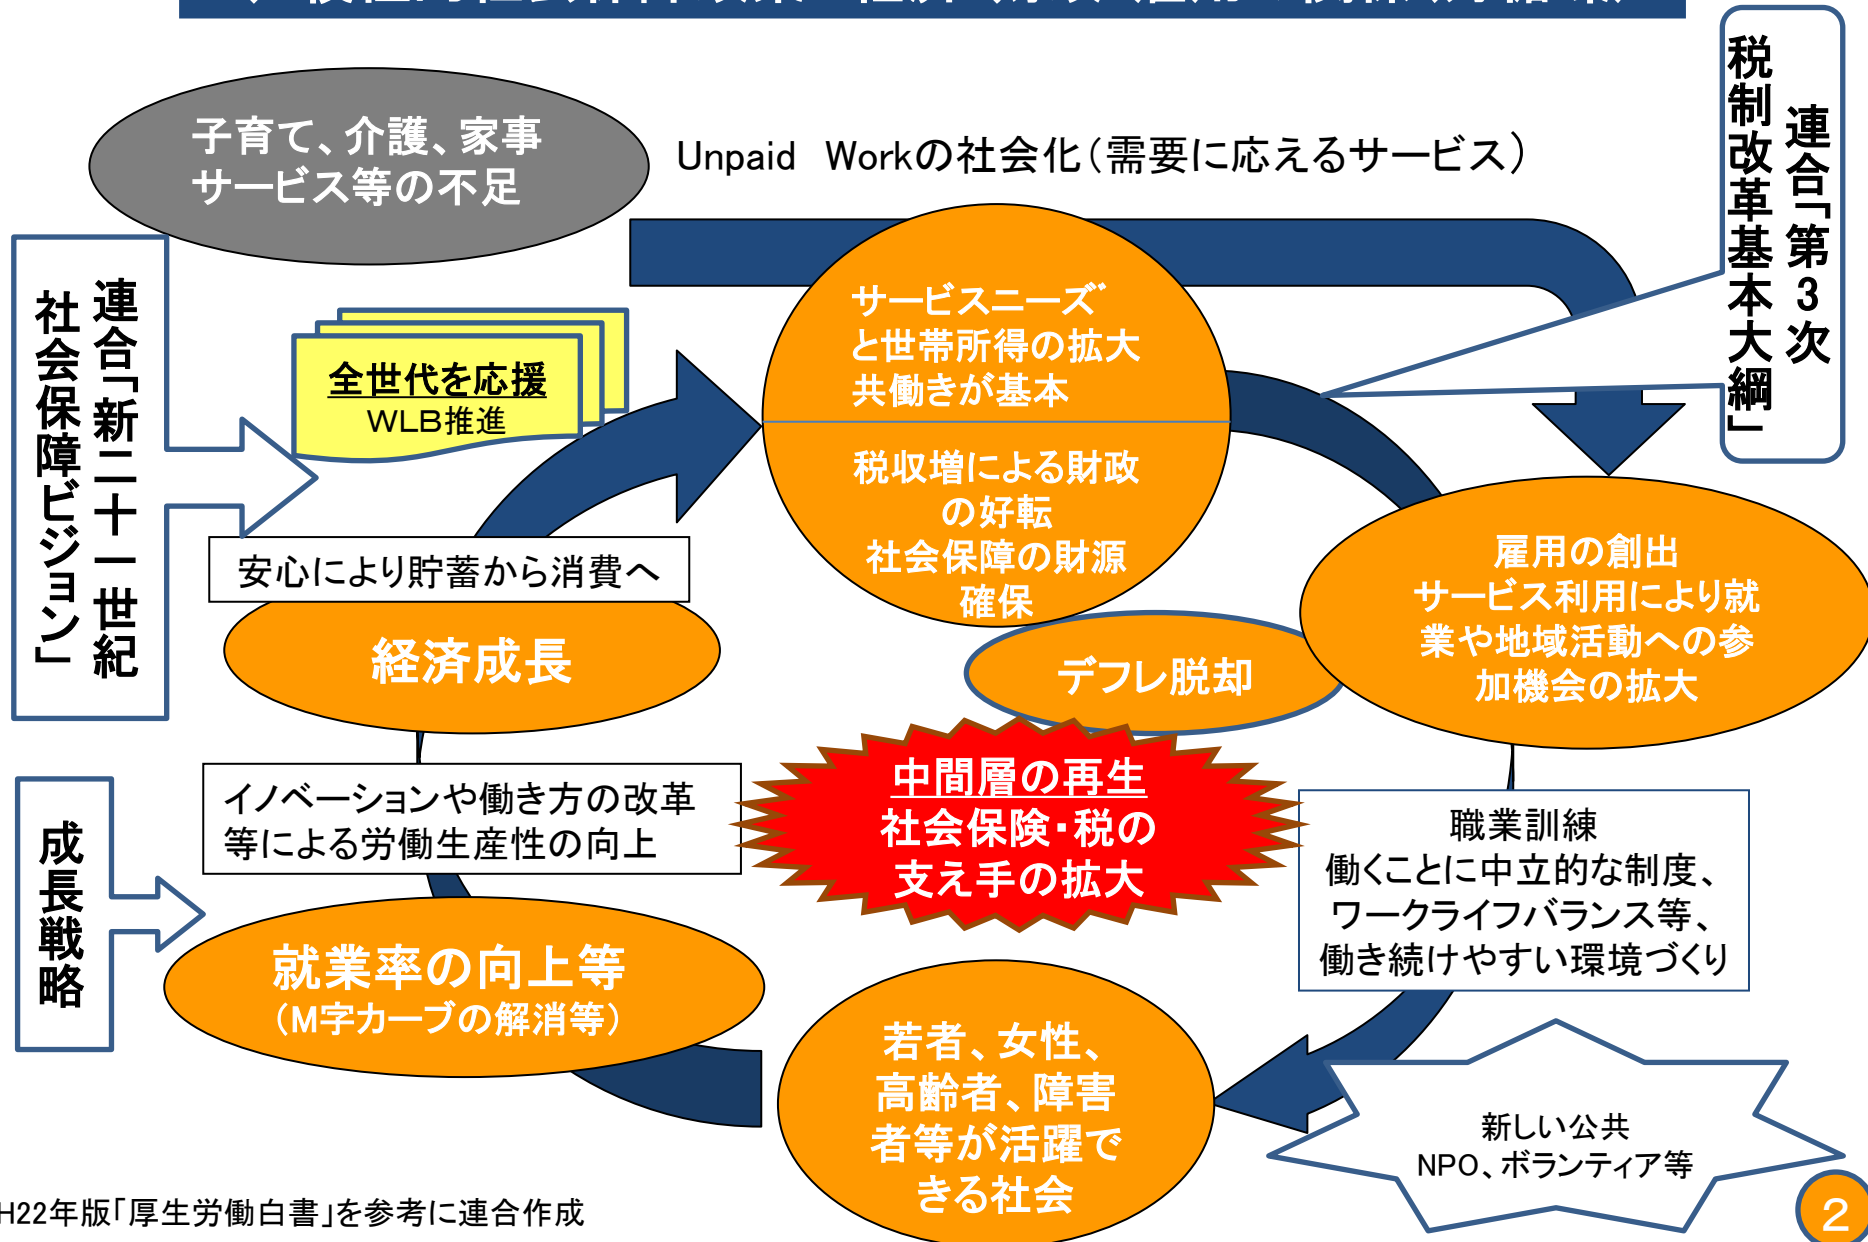 子育て、介護、家事
サービス等の不足
Unpaid　Workの社会化(需要に応えるサービス)
連合「第3次
税制改革基本大綱」
連合「新二十一世紀
社会保障ビジョン」
全世代を応援
WLB推進
サービスニーズ
と世帯所得の拡大
共働きが基本
税収増による財政
の好転
社会保障の財源
確保
安心により貯蓄から消費へ
経済成長
雇用の創出
サービス利用により就
業や地域活動への参
加機会の拡大
デフレ脱却
中間層の再生
社会保険・税の
支え手の拡大
成長戦略
イノベーションや働き方の改革
等による労働生産性の向上
職業訓練
働くことに中立的な制度、
ワークライフバランス等、
働き続けやすい環境づくり
就業率の向上等
(M字カーブの解消等)
若者、女性、
高齢者、障害
者等が活躍で
きる社会
新しい公共
NPO、ボランティア等
H22年版「厚生労働白書」を参考に連合作成
2